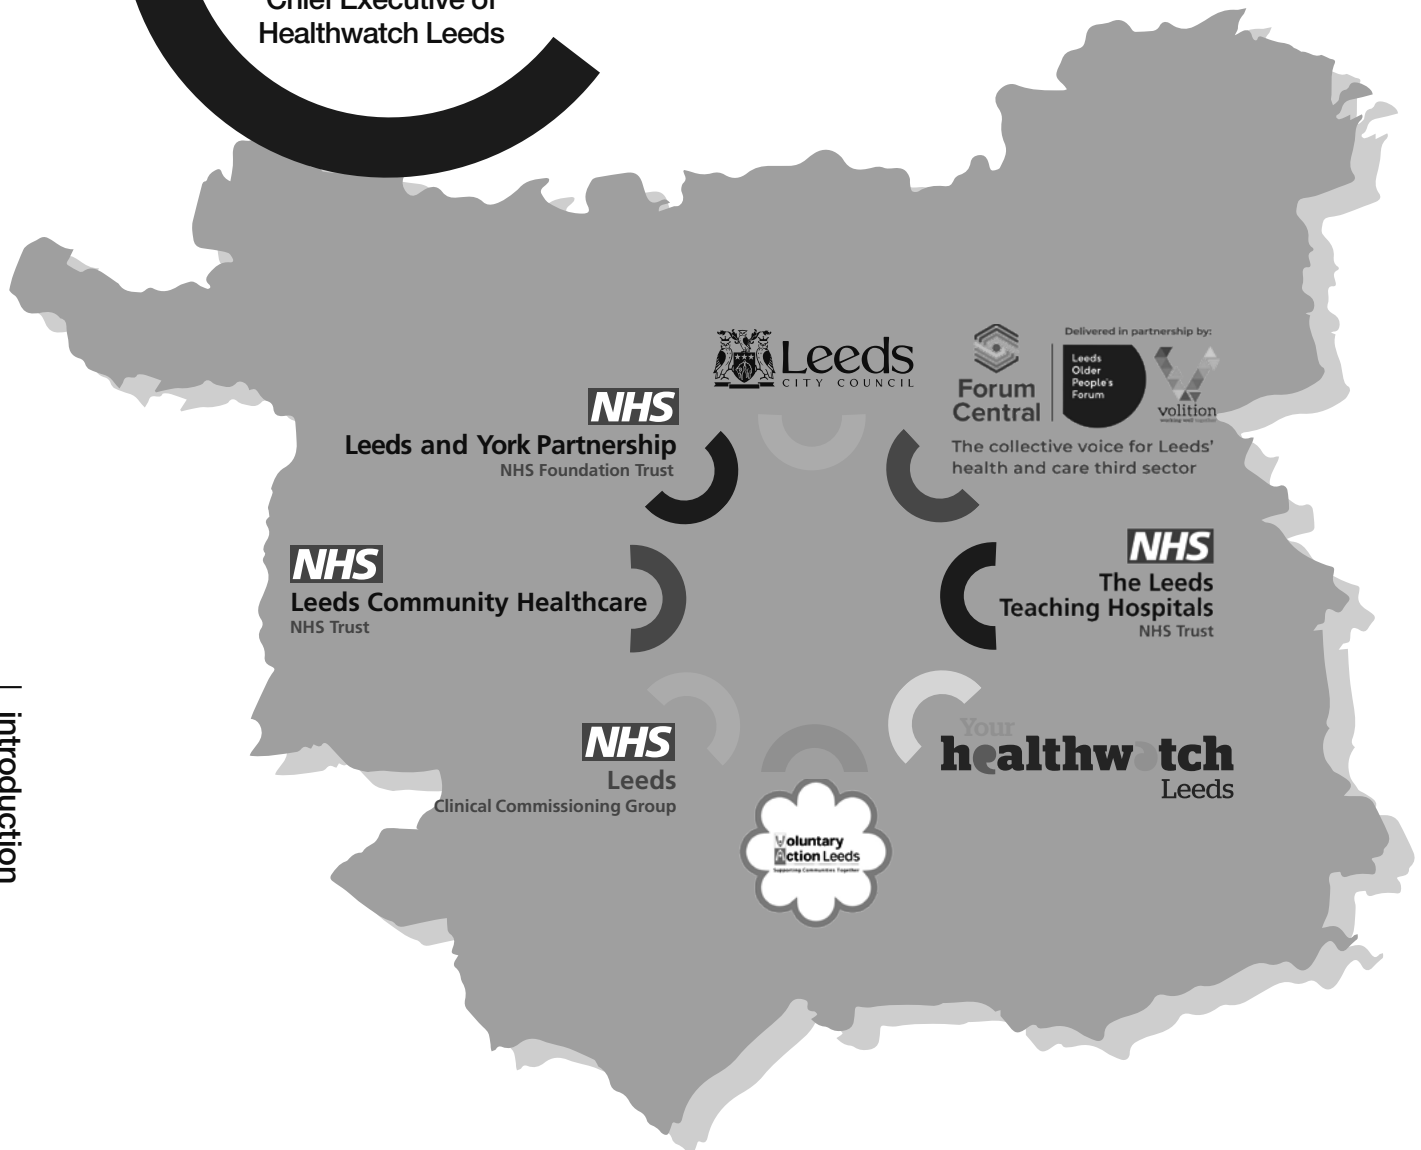 Chief Executive of
Healthwatch Leeds
Leeds
CITY COUNCIL
Forum
Central
Delivered in partnership by:
Leeds
Older
People's
Forum
volition
The collective voice for Leeds'
health and care third sector
NHS
Leeds and York Partnership
NHS Foundation Trust
NHS
Leeds Community Healthcare
NHS Trust
NHS
The Leeds
Teaching Hospitals
NHS Trust
NHS
Leeds
Clinical Commissioning Group
Your
healthwatch
Leeds
Voluntary
Action Leeds
Supporting Communities Together
| introduction